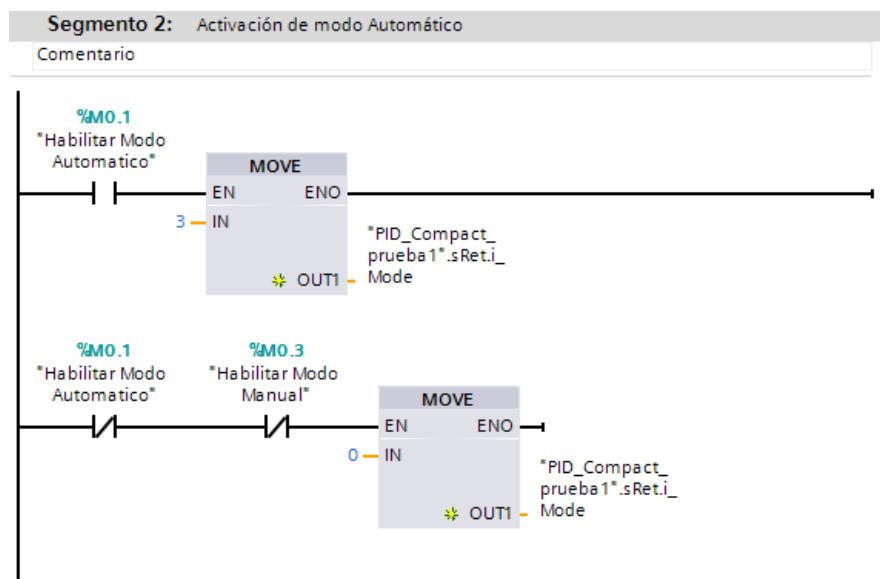 Segmento 2: Activación de modo Automático
Comentario
%M0.1
"Habilitar Modo
Automatico"
MOVE
EN ENO
3 IN
"PID_Compact_
prueba1".sRet.i_
Mode
OUT1
%M0.1
"Habilitar Modo
Automatico"
%M0.3
"Habilitar Modo
Manual"
MOVE
EN ENO
0 IN
"PID_Compact_
prueba1".sRet.i_
Mode
OUT1